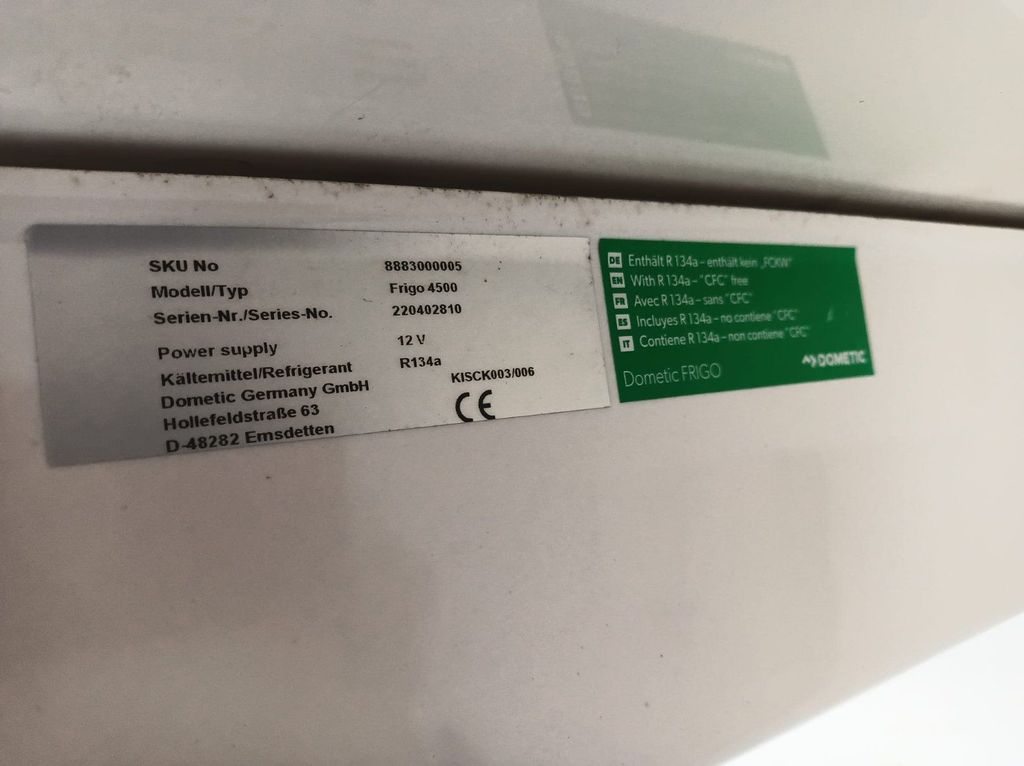 SKU No 8883000005
Modell/Typ Frigo 4500
Serien-Nr./Series-No. 220402810
Power supply 12 V
Kältemittel/Refrigerant R134a
Dometic Germany GmbH KISCK003/006
Hollefeldstraße 63 CE
D-48282 Emsdetten
DE Enthält R 134a – enthält kein „FCKW"
EN With R 134a – "CFC" free
FR Avec R 134a – sans "CFC"
ES Incluyes R 134a – no contiene "CFC"
IT Contiene R 134a – non contiene "CFC"
DOMETIC
Dometic FRIGO